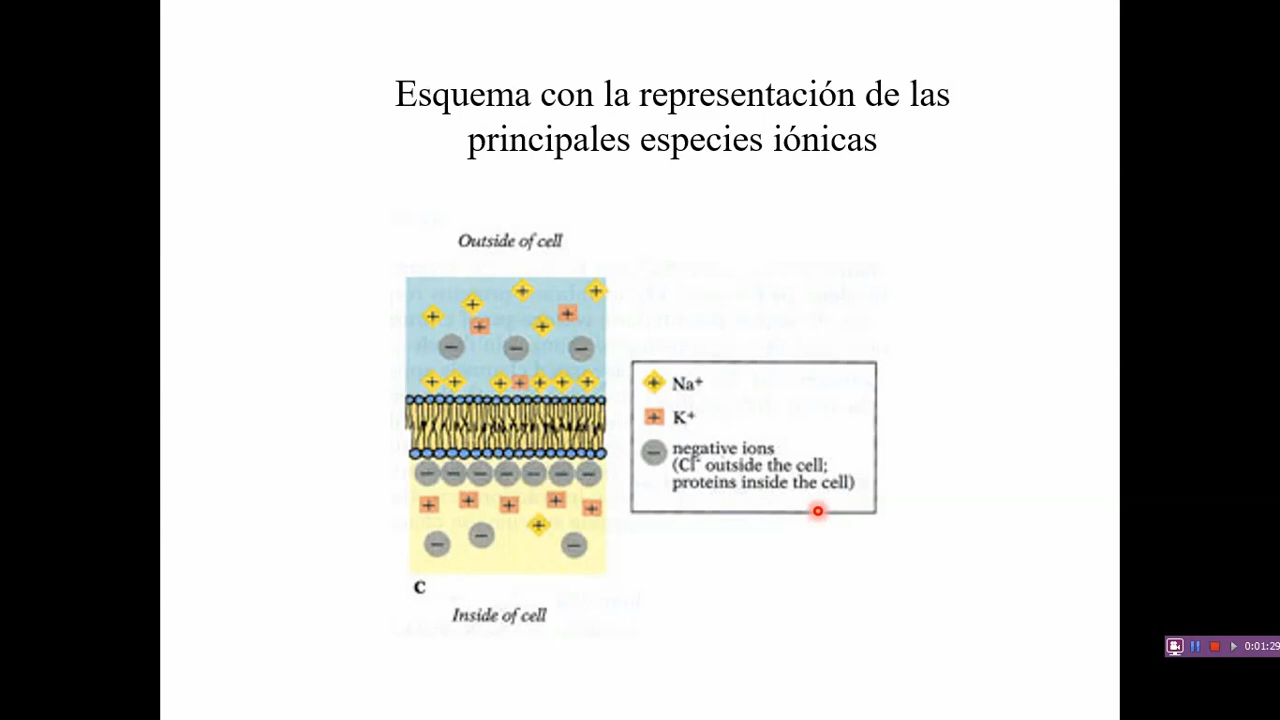 Esquema con la representación de las
principales especies iónicas
Outside of cell
Na⁺
K⁺
negative ions
(Cl⁻ outside the cell;
proteins inside the cell)
C
Inside of cell
0:01:29